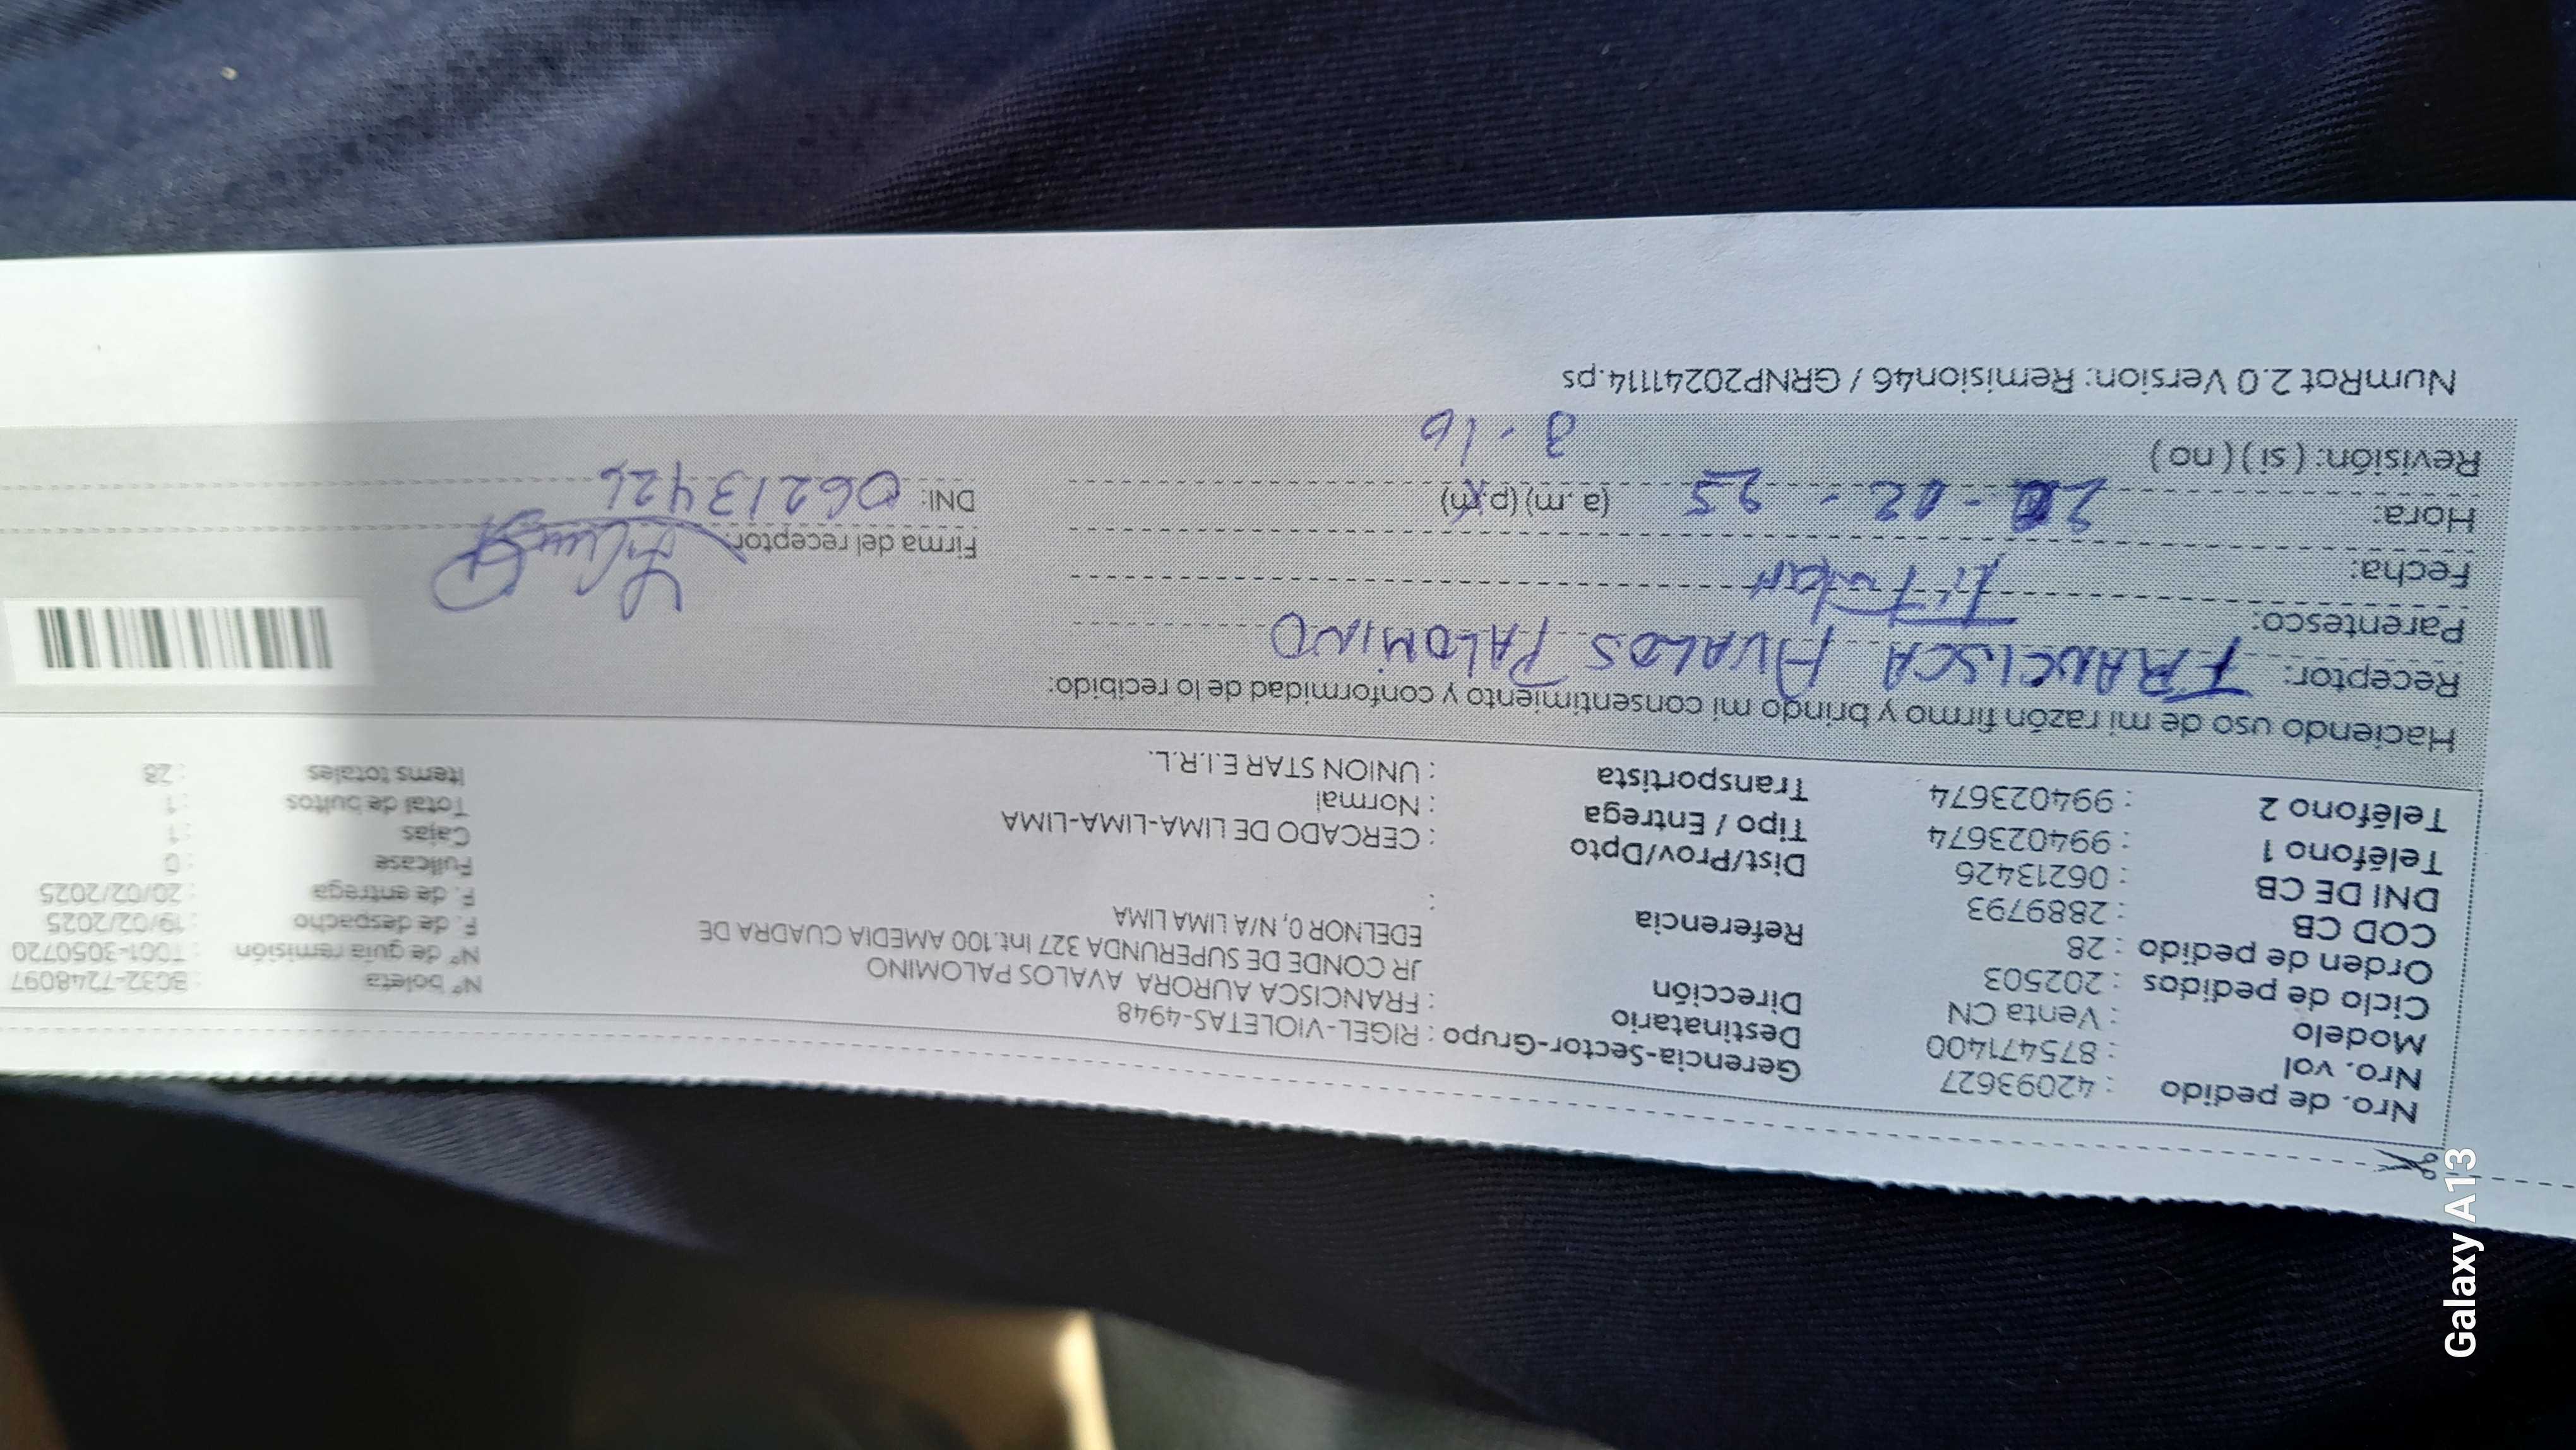 Nro. de pedido : 42093627
Nro. vol : 875471400
Modelo : Venta CN
Ciclo de pedidos : 202503
Orden de pedido : 28
COD CB : 2889793
DNI DE CB : 06213426
Teléfono 1 : 994023674
Teléfono 2 : 994023674
Gerencia-Sector-Grupo : RIGEL-VIOLETAS-4948
Destinatario : FRANCISCA AURORA AVALOS PALOMINO
Dirección JR CONDE DE SUPERUNDA 327 Int.100 AMEDIA CUADRA DE
EDELNOR 0, N/A LIMA LIMA
Referencia :
Dist/Prov/Dpto : CERCADO DE LIMA-LIMA-LIMA
Tipo / Entrega : Normal
Transportista : UNION STAR E.I.R.L.
N° boleta : BC32-7248097
N° de guía remisión : T001-3050720
F. de despacho : 19/02/2025
F. de entrega : 20/02/2025
Fullcase : 0
Cajas : 1
Total de bultos : 1
Items totales : 28
Haciendo uso de mi razón firmo y brindo mi consentimiento y conformidad de lo recibido:
Receptor: FRANCISCA AVALOS PALOMINO
Parentesco: Titular
Fecha: 20-02-25
Hora: (a.m) (p.m) 3-16
Revisión: ( si ) ( no )
Firma del receptor:
DNI: 06213426
NumRot 2.0 Version: Remision46 / GRNP20241114.ps
Galaxy A13